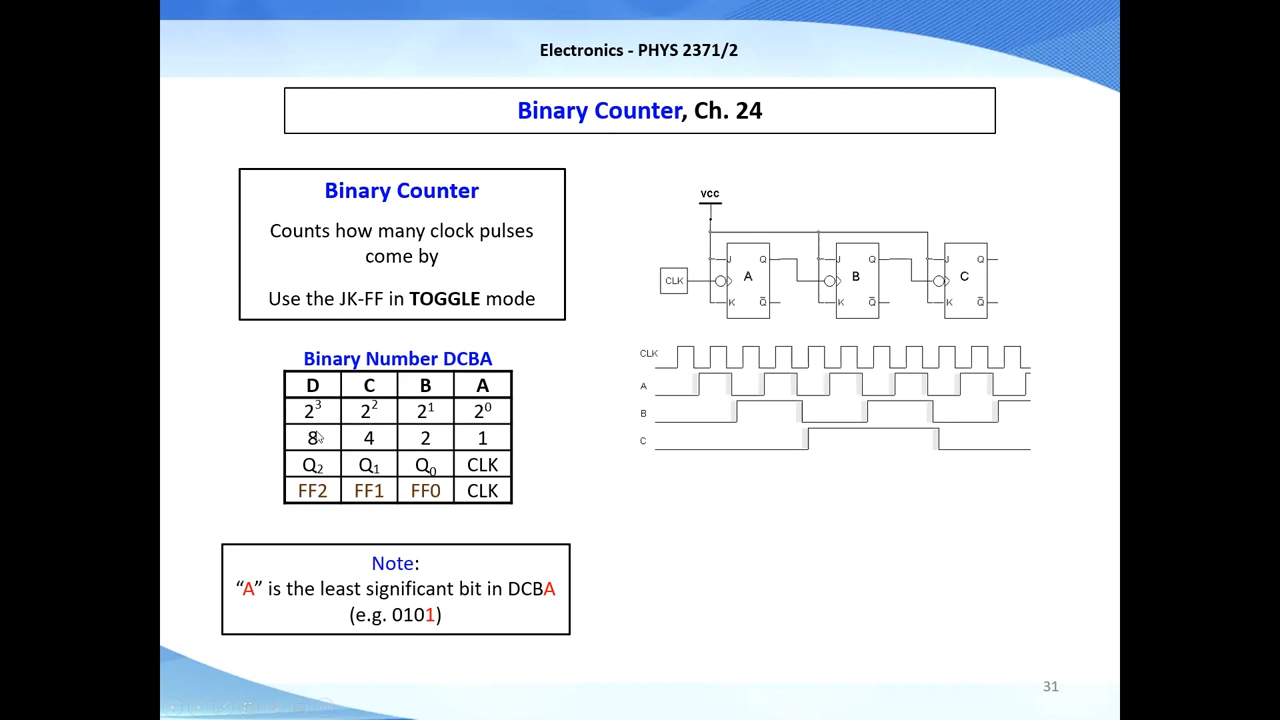 Electronics - PHYS 2371/2
Binary Counter, Ch. 24
Binary Counter
Counts how many clock pulses
come by
Use the JK-FF in TOGGLE mode
Binary Number DCBA
D C B A
2³ 2² 2¹ 2⁰
8 4 2 1
Q₂ Q₁ Q₀ CLK
FF2 FF1 FF0 CLK
Note:
“A” is the least significant bit in DCBA
(e.g. 0101)
vcc
J Q J Q J Q
CLK A B C
K Q̅ K Q̅ K Q̅
CLK
A
B
C
31